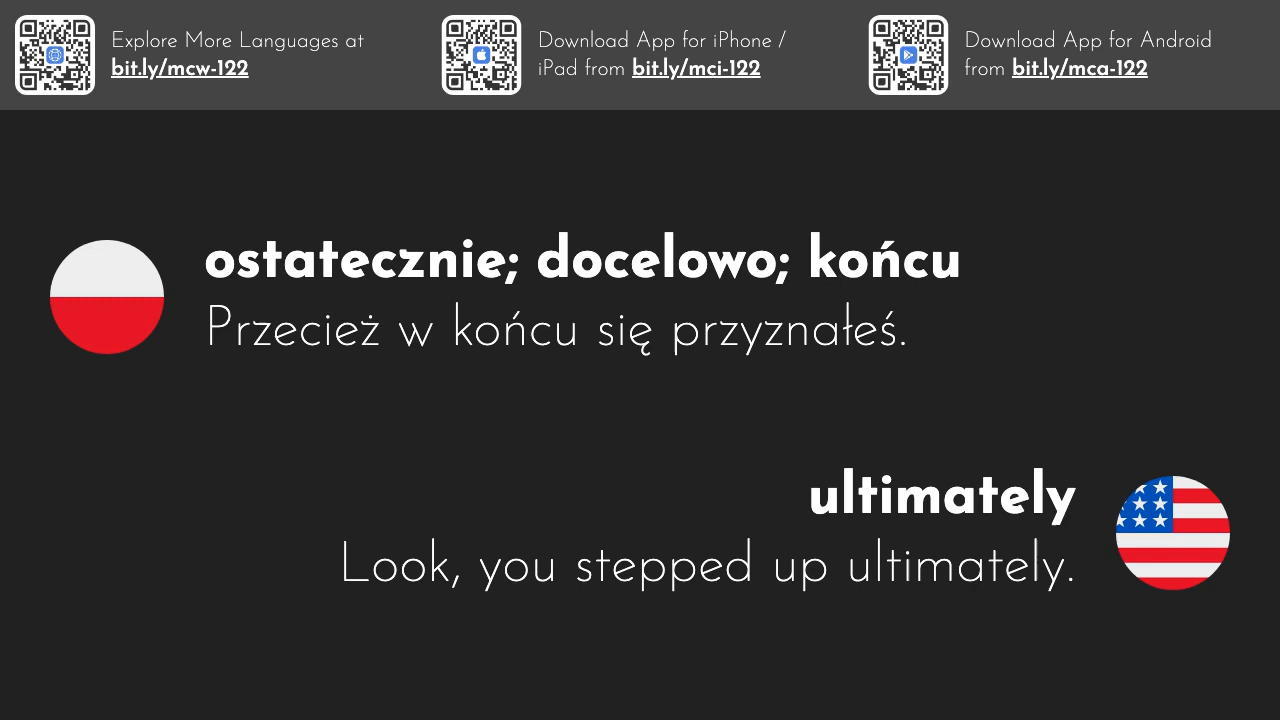 Explore More Languages at
bit.ly/mcw-122
Download App for iPhone /
iPad from bit.ly/mci-122
Download App for Android
from bit.ly/mca-122
ostatecznie; docelowo; końcu
Przecież w końcu się przyznałeś.
ultimately
Look, you stepped up ultimately.